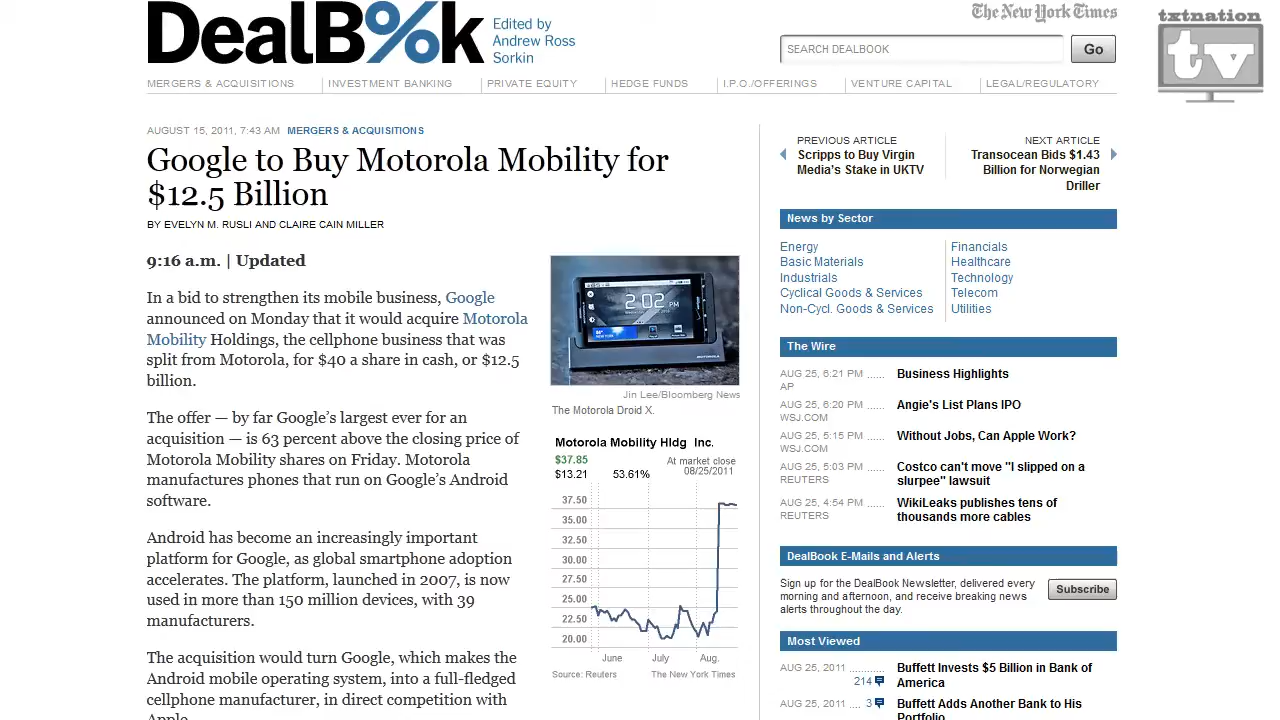 DealB%k
Edited by
Andrew Ross
Sorkin
The New York Times
txtnation
tv
SEARCH DEALBOOK
Go
MERGERS & ACQUISITIONS
INVESTMENT BANKING
PRIVATE EQUITY
HEDGE FUNDS
I.P.O./OFFERINGS
VENTURE CAPITAL
LEGAL/REGULATORY
AUGUST 15, 2011, 7:43 AM MERGERS & ACQUISITIONS
Google to Buy Motorola Mobility for
$12.5 Billion
BY EVELYN M. RUSLI AND CLAIRE CAIN MILLER
9:16 a.m. | Updated
In a bid to strengthen its mobile business, Google
announced on Monday that it would acquire Motorola
Mobility Holdings, the cellphone business that was
split from Motorola, for $40 a share in cash, or $12.5
billion.
The offer — by far Google's largest ever for an
acquisition — is 63 percent above the closing price of
Motorola Mobility shares on Friday. Motorola
manufactures phones that run on Google's Android
software.
Android has become an increasingly important
platform for Google, as global smartphone adoption
accelerates. The platform, launched in 2007, is now
used in more than 150 million devices, with 39
manufacturers.
The acquisition would turn Google, which makes the
Android mobile operating system, into a full-fledged
cellphone manufacturer, in direct competition with
Apple.
2:02 PM
MOTOROLA
Jin Lee/Bloomberg News
The Motorola Droid X.
Motorola Mobility Hldg Inc.
$37.85
At market close
$13.21 53.61% 08/25/2011
37.50
35.00
32.50
30.00
27.50
25.00
22.50
20.00
June July Aug.
Source: Reuters The New York Times
PREVIOUS ARTICLE
Scripps to Buy Virgin
Media's Stake in UKTV
NEXT ARTICLE
Transocean Bids $1.43
Billion for Norwegian
Driller
News by Sector
Energy
Basic Materials
Industrials
Cyclical Goods & Services
Non-Cycl. Goods & Services
Financials
Healthcare
Technology
Telecom
Utilities
The Wire
AUG 25, 6:21 PM ...... Business Highlights
AP
AUG 25, 6:20 PM ...... Angie's List Plans IPO
WSJ.COM
AUG 25, 5:15 PM ...... Without Jobs, Can Apple Work?
WSJ.COM
AUG 25, 5:03 PM ...... Costco can't move "I slipped on a
REUTERS slurpee" lawsuit
AUG 25, 4:54 PM ...... WikiLeaks publishes tens of
REUTERS thousands more cables
DealBook E-Mails and Alerts
Sign up for the DealBook Newsletter, delivered every
morning and afternoon, and receive breaking news
alerts throughout the day.
Subscribe
Most Viewed
AUG 25, 2011 ........... Buffett Invests $5 Billion in Bank of
214 America
AUG 25, 2011 .... 3 Buffett Adds Another Bank to His
Portfolio